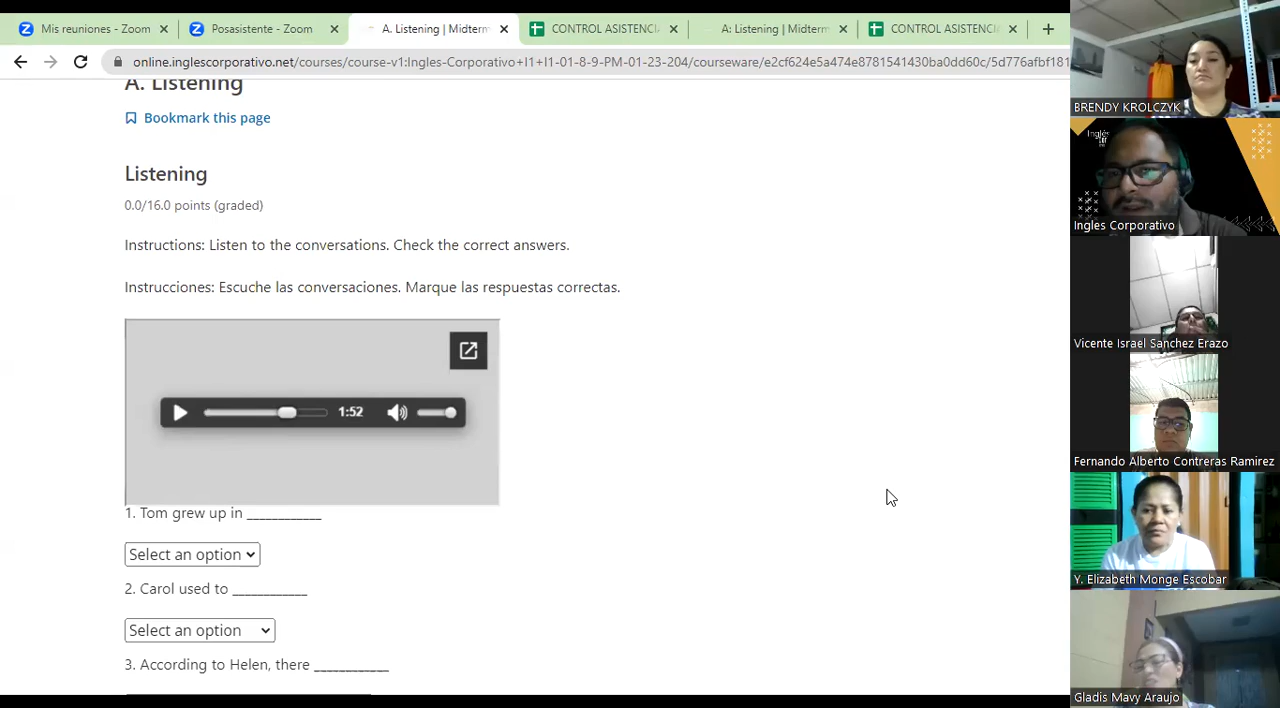 Mis reuniones - Zoom
Posasistente - Zoom
A. Listening | Midterm
CONTROL ASISTENCI
A: Listening | Midterm
CONTROL ASISTENCI
online.inglescorporativo.net/courses/course-v1:Ingles-Corporativo+I1+I1-01-8-9-PM-01-23-204/courseware/e2cf624e5a474e8781541430ba0dd60c/5d776afbf181
A. Listening
Bookmark this page
Listening
0.0/16.0 points (graded)
Instructions: Listen to the conversations. Check the correct answers.
Instrucciones: Escuche las conversaciones. Marque las respuestas correctas.
1:52
1. Tom grew up in ____________
Select an option
2. Carol used to ____________
Select an option
3. According to Helen, there ____________
BRENDY KROLCZYK
Ingles Corporativo
Vicente Israel Sanchez Erazo
Fernando Alberto Contreras Ramirez
Y. Elizabeth Monge Escobar
Gladis Mavy Araujo